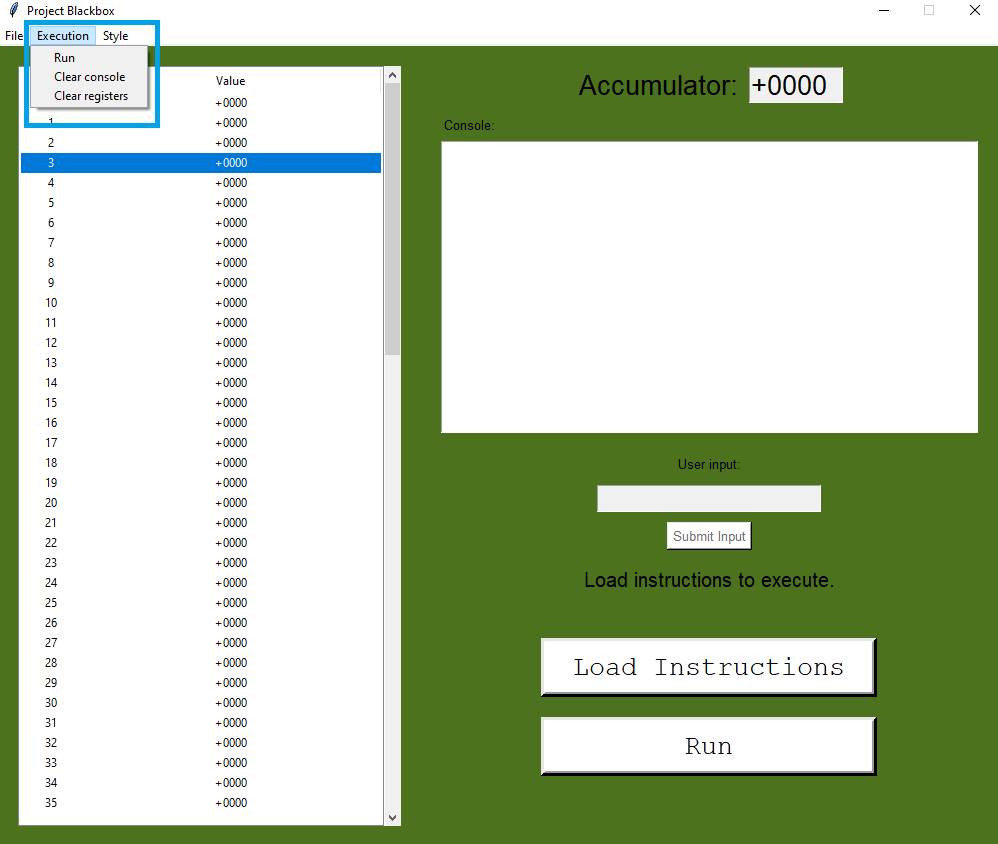 Project Blackbox
File Execution Style
Run
Clear console
Clear registers
Value
+0000
1 +0000
2 +0000
3 +0000
4 +0000
5 +0000
6 +0000
7 +0000
8 +0000
9 +0000
10 +0000
11 +0000
12 +0000
13 +0000
14 +0000
15 +0000
16 +0000
17 +0000
18 +0000
19 +0000
20 +0000
21 +0000
22 +0000
23 +0000
24 +0000
25 +0000
26 +0000
27 +0000
28 +0000
29 +0000
30 +0000
31 +0000
32 +0000
33 +0000
34 +0000
35 +0000
Accumulator: +0000
Console:
User input:
Submit Input
Load instructions to execute.
Load Instructions
Run